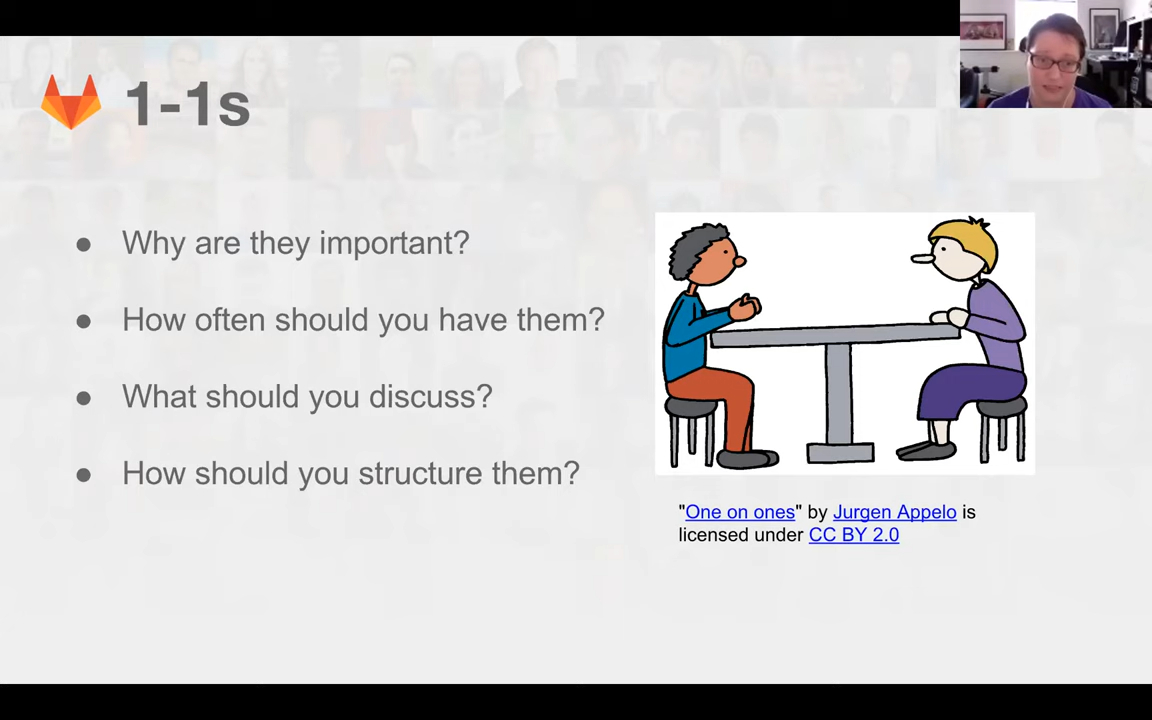 1-1s
● Why are they important?
● How often should you have them?
● What should you discuss?
● How should you structure them?
"One on ones" by Jurgen Appelo is
licensed under CC BY 2.0